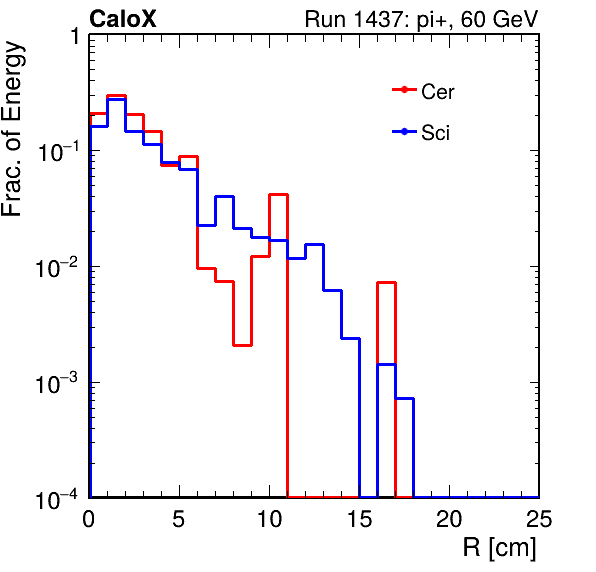 CaloX Run 1437: pi+, 60 GeV
Frac. of Energy
1
10⁻¹
10⁻²
10⁻³
10⁻⁴
Cer
Sci
0 5 10 15 20 25
R [cm]